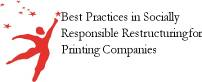 Best Practices in Socially
Responsible Restructuringfor
Printing Companies